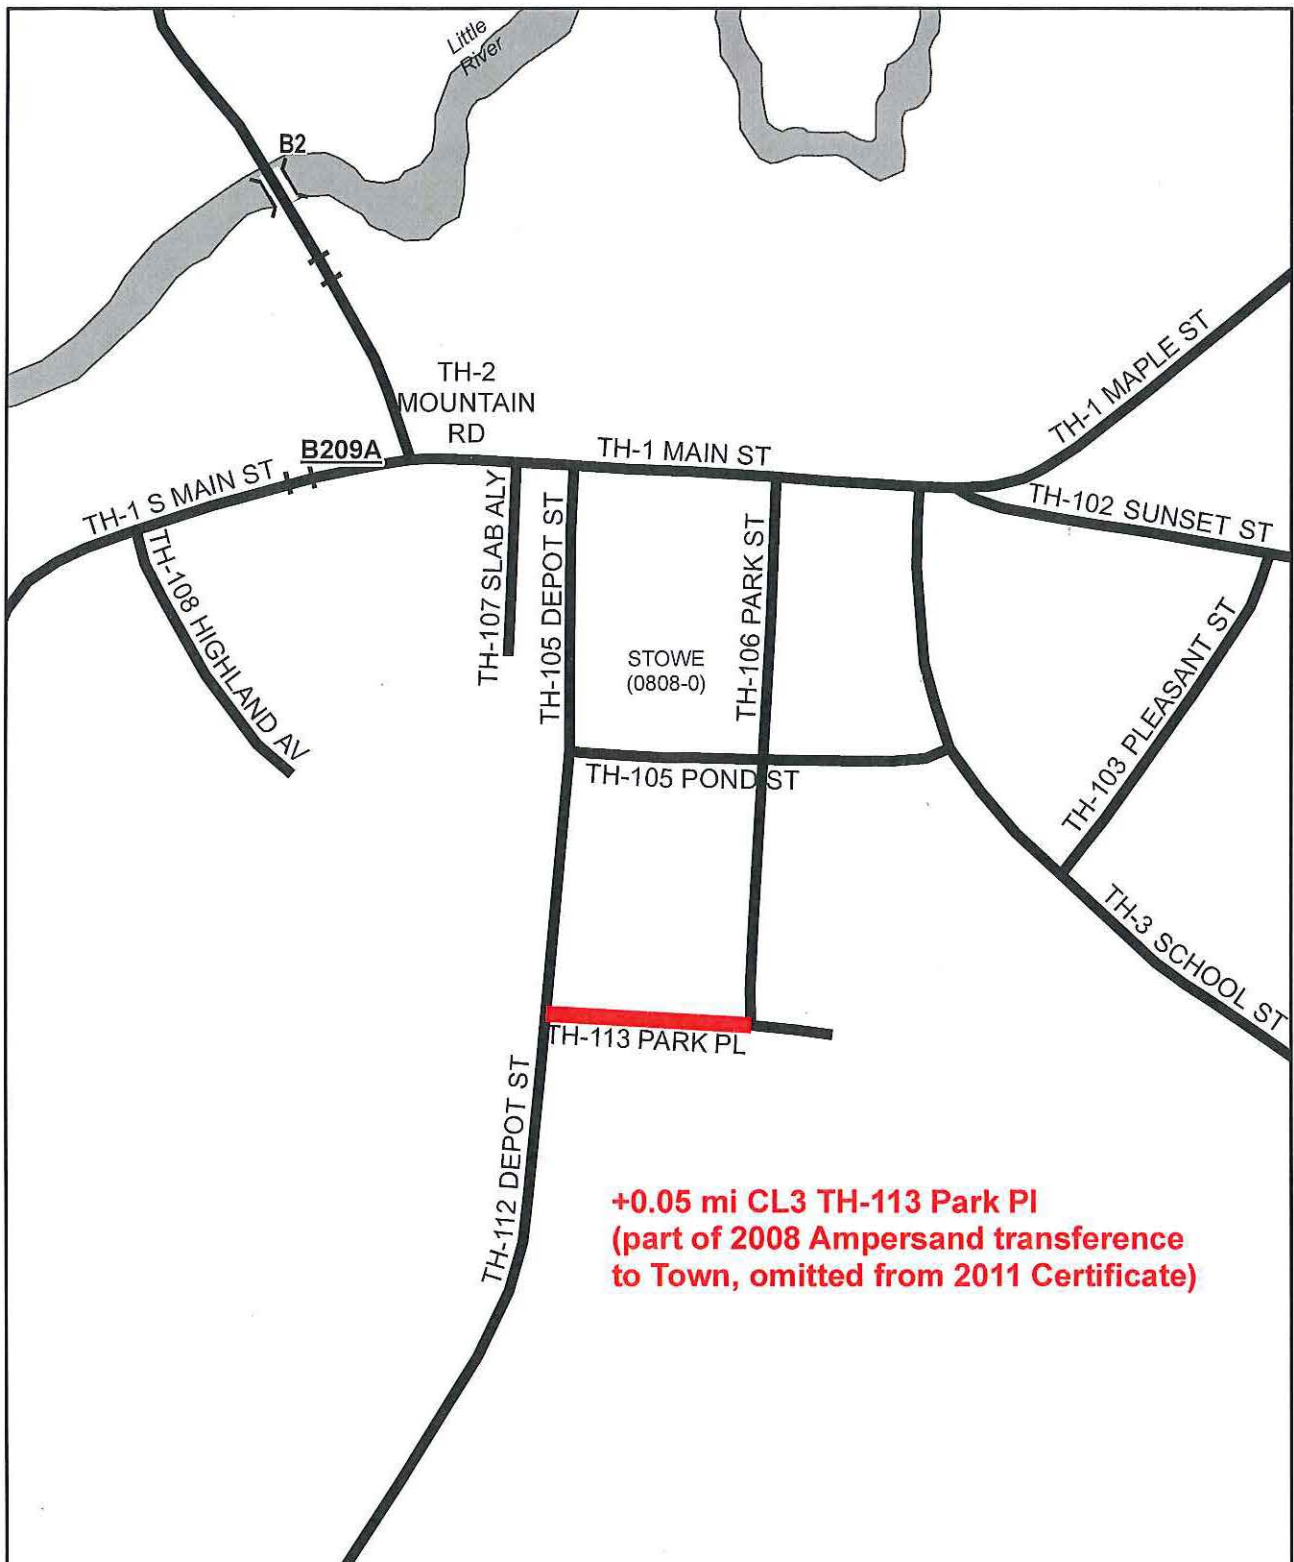 Little
River
B2
TH-2
MOUNTAIN
RD
TH-1 MAPLE ST
B209A
TH-1 MAIN ST
TH-1 S MAIN ST
TH-102 SUNSET ST
TH-108 HIGHLAND AV
TH-107 SLAB ALY
TH-105 DEPOT ST
TH-106 PARK ST
STOWE
(0808-0)
TH-103 PLEASANT ST
TH-105 POND ST
TH-3 SCHOOL ST
TH-113 PARK PL
TH-112 DEPOT ST
+0.05 mi CL3 TH-113 Park Pl
(part of 2008 Ampersand transference
to Town, omitted from 2011 Certificate)